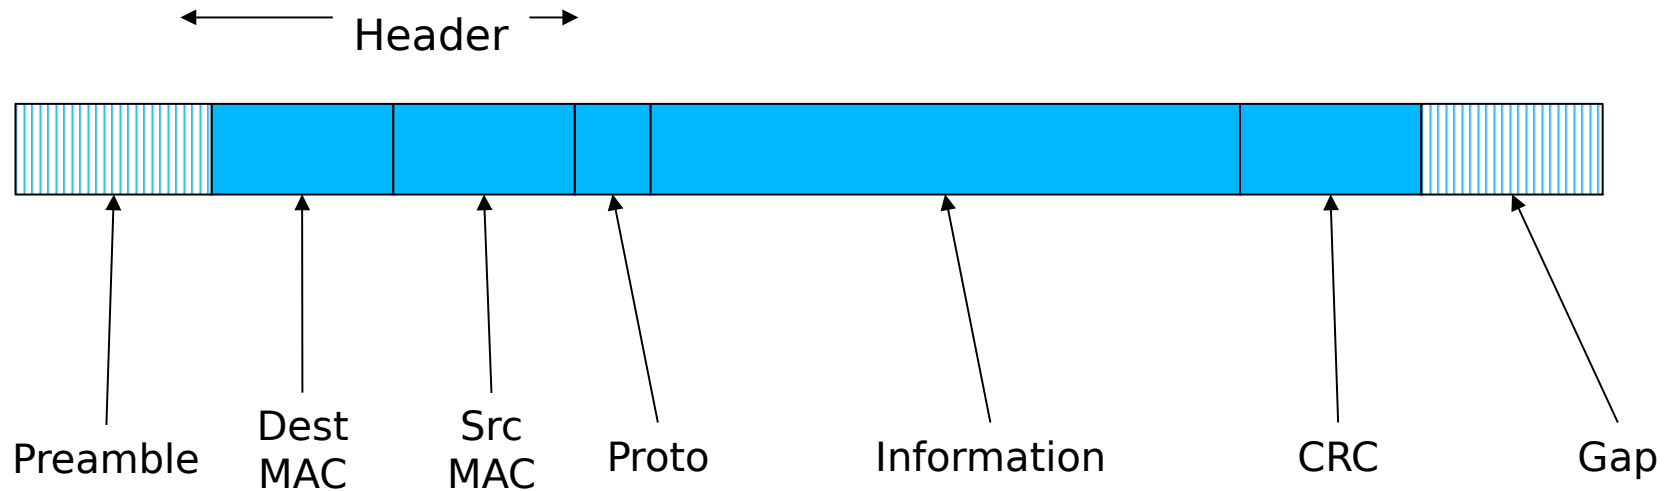 Header
Preamble
Dest
MAC
Src
MAC
Proto
Information
CRC
Gap